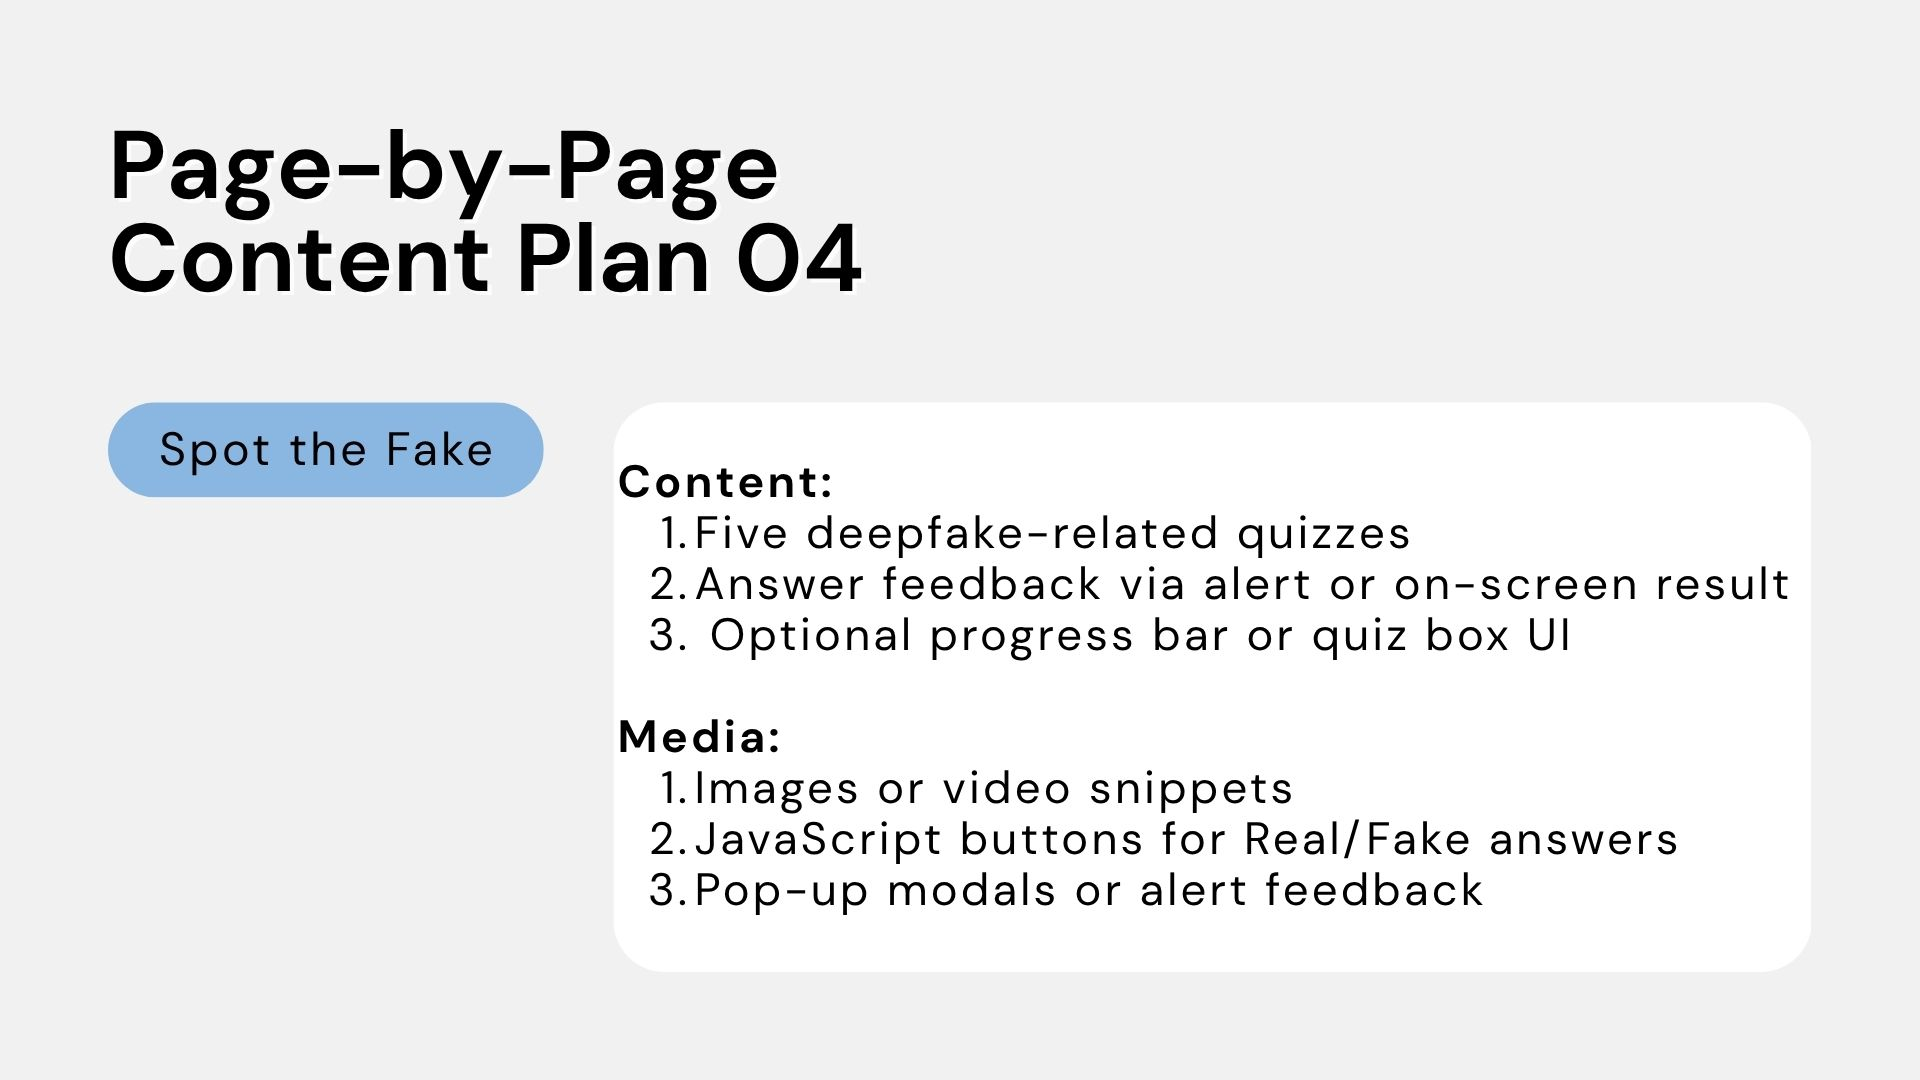 Page-by-Page
Content Plan 04
Spot the Fake
Content:
1. Five deepfake-related quizzes
2. Answer feedback via alert or on-screen result
3. Optional progress bar or quiz box UI
Media:
1. Images or video snippets
2. JavaScript buttons for Real/Fake answers
3. Pop-up modals or alert feedback